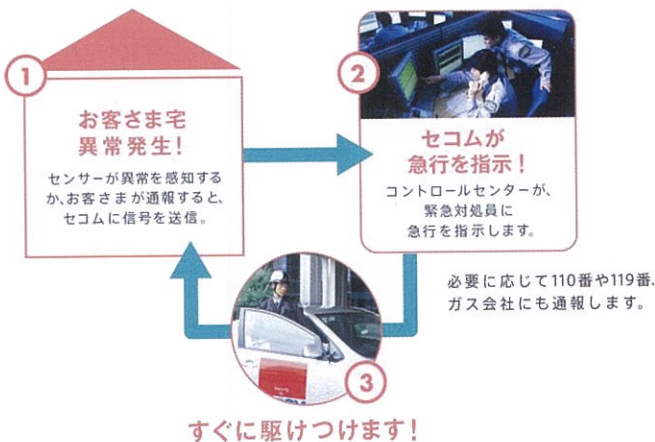 1
お客さま宅
異常発生!
センサーが異常を感知する
か、お客さまが通報すると、
セコムに信号を送信。
2
セコムが
急行を指示!
コントロールセンターが、
緊急対処員に
急行を指示します。
必要に応じて110番や119番、
ガス会社にも通報します。
3
すぐに駆けつけます!